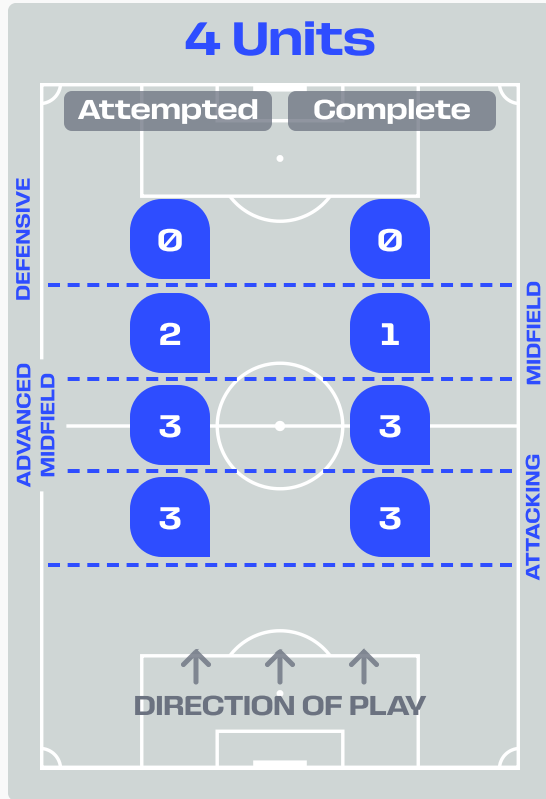 4 Units
Attempted Complete
DEFENSIVE
0 0
MIDFIELD
2 1
ADVANCED
MIDFIELD
3 3
ATTACKING
3 3
DIRECTION OF PLAY